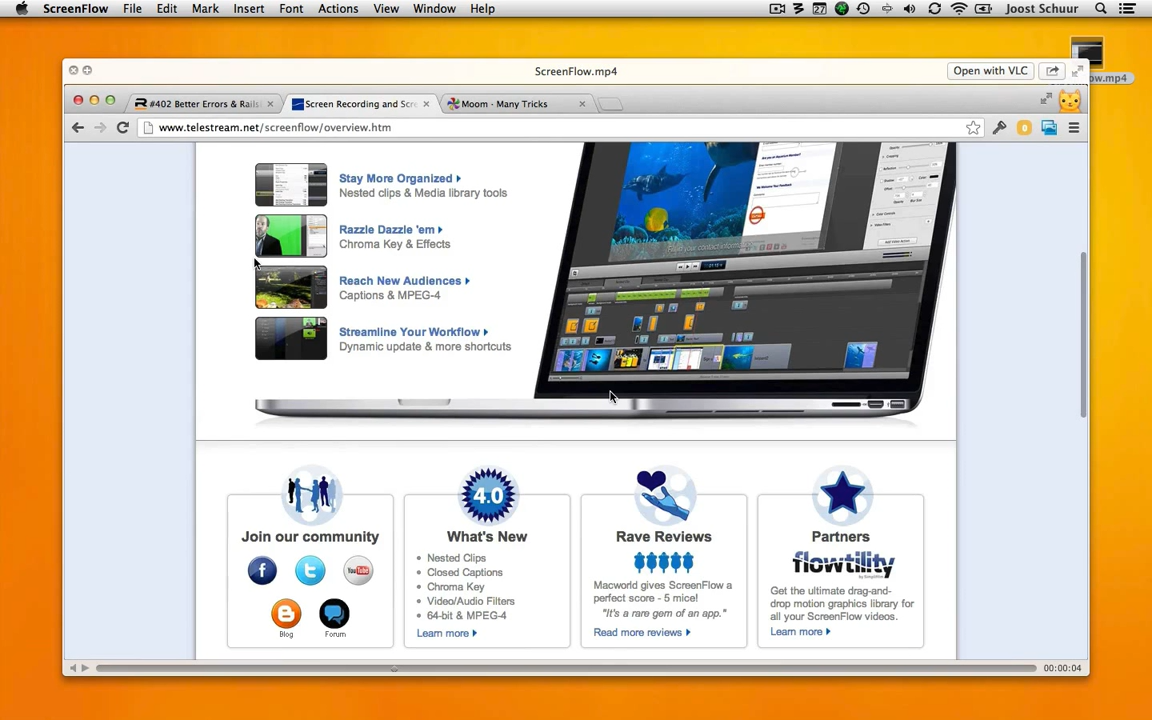 ScreenFlow File Edit Mark Insert Font Actions View Window Help 27 Joost Schuur
ScreenFlow.mp4
Open with VLC
w.mp4
#402 Better Errors & Rails
Screen Recording and Scre
Moom · Many Tricks
www.telestream.net/screenflow/overview.htm
0
Stay More Organized
Nested clips & Media library tools
Razzle Dazzle 'em
Chroma Key & Effects
Reach New Audiences
Captions & MPEG-4
Streamline Your Workflow
Dynamic update & more shortcuts
Join our community
You Tube
Blog
Forum
4.0
What's New
Nested Clips
Closed Captions
Chroma Key
Video/Audio Filters
64-bit & MPEG-4
Learn more
Rave Reviews
Macworld gives ScreenFlow a
perfect score - 5 mice!
"It's a rare gem of an app."
Read more reviews
Partners
flowtility
Get the ultimate drag-and-
drop motion graphics library for
all your ScreenFlow videos.
Learn more
00:00:04